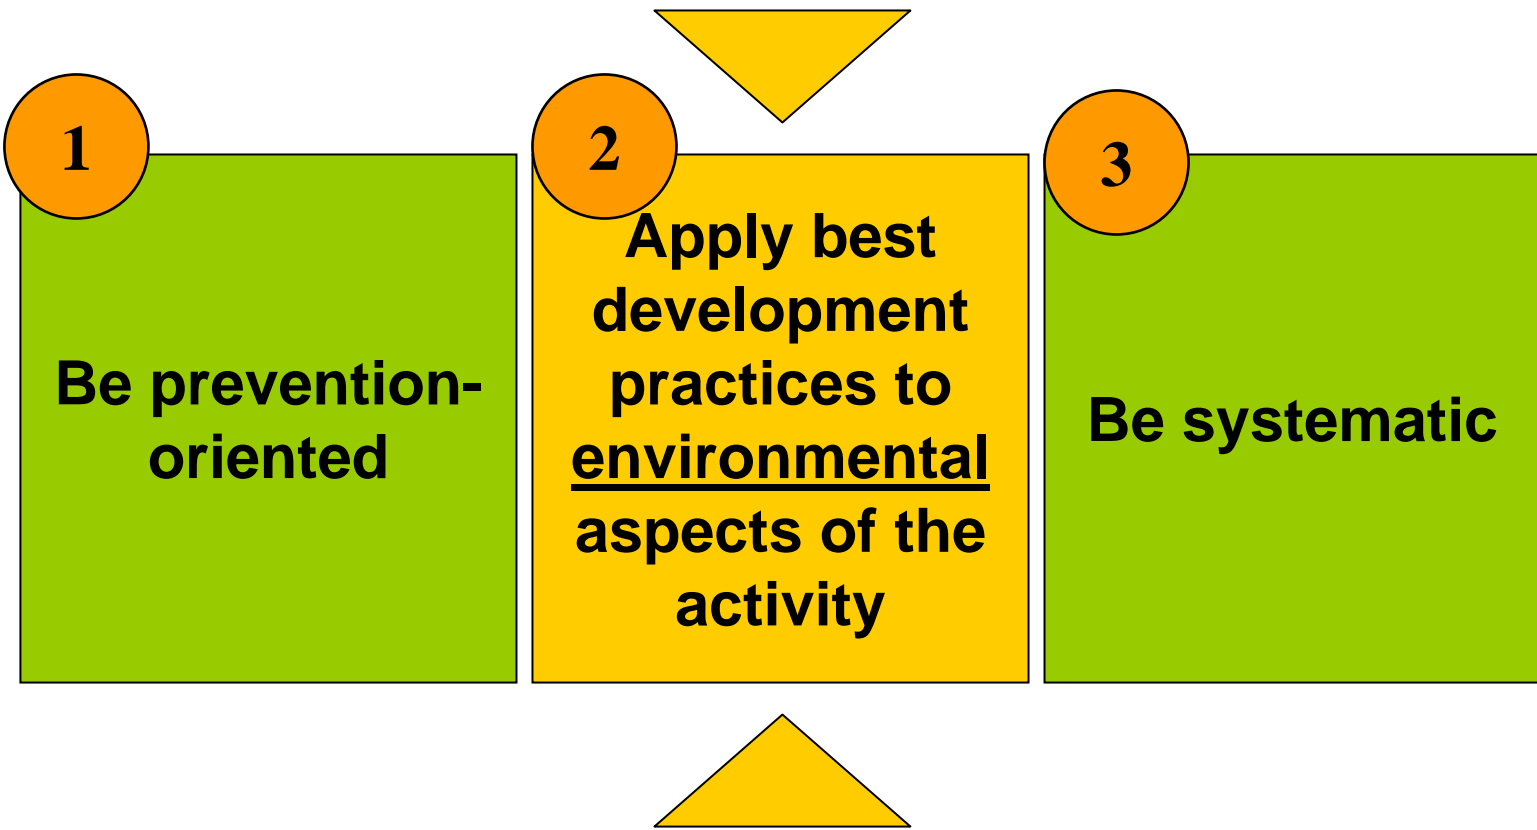 1
Be prevention-
oriented
2
Apply best
development
practices to
environmental
aspects of the
activity
3
Be systematic